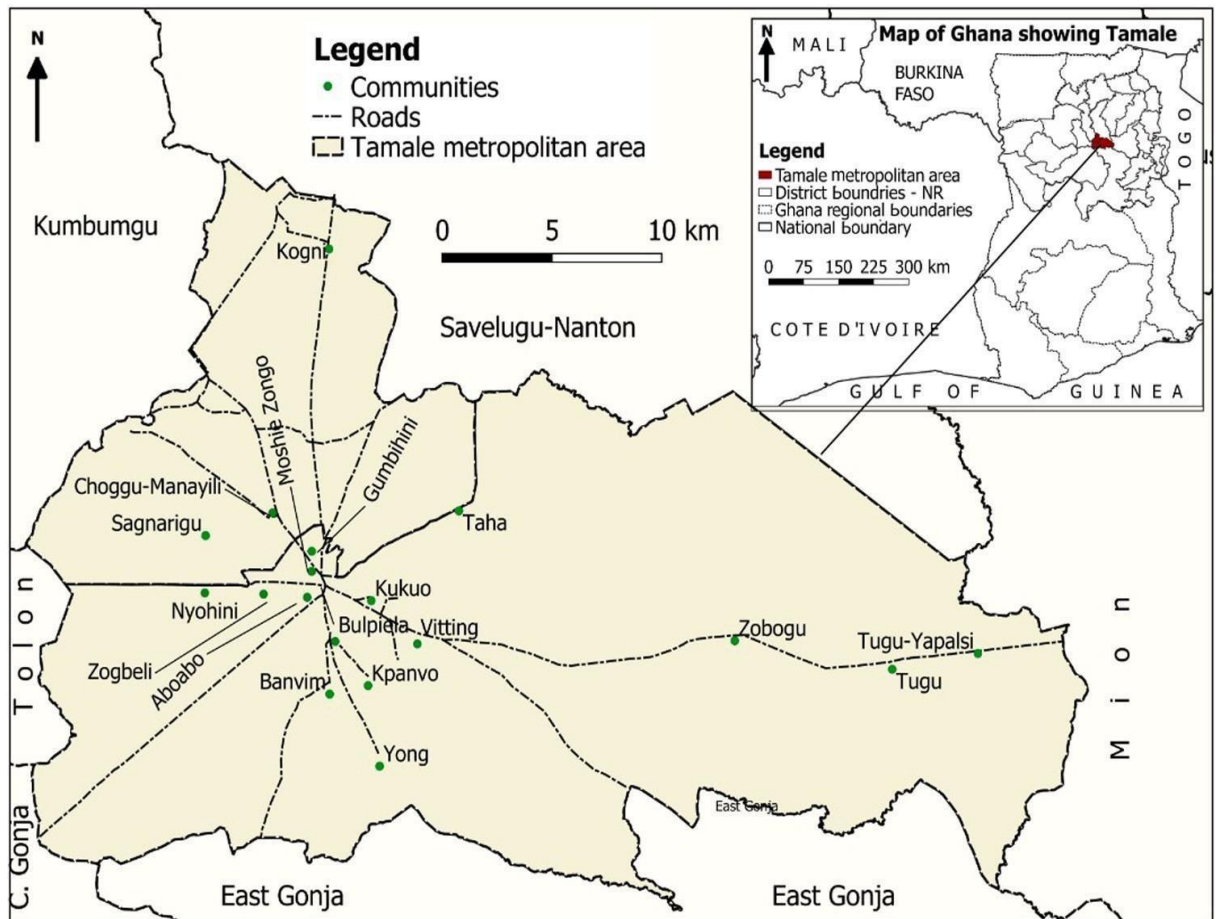 N
Legend
Communities
Roads
Tamale metropolitan area
Kumbumgu
Kogni
0 5 10 km
Savelugu-Nanton
Moshie Zongo
Gumbihini
Choggu-Manayili
Sagnarigu
Taha
Nyohini
Kukuo
Bulpiela
Vitting
Zobogu
Tugu-Yapalsi
Zogbeli
Aboabo
Banvim
Kpanvo
Tugu
Yong
Tolon
Mion
C. Gonja
East Gonja
East Gonja
East Gonja
Map of Ghana showing Tamale
N
MALI
BURKINA
FASO
TOGO
Legend
Tamale metropolitan area
District boundries - NR
Ghana regional boundaries
National boundary
0 75 150 225 300 km
COTE D'IVOIRE
GULF OF GUINEA